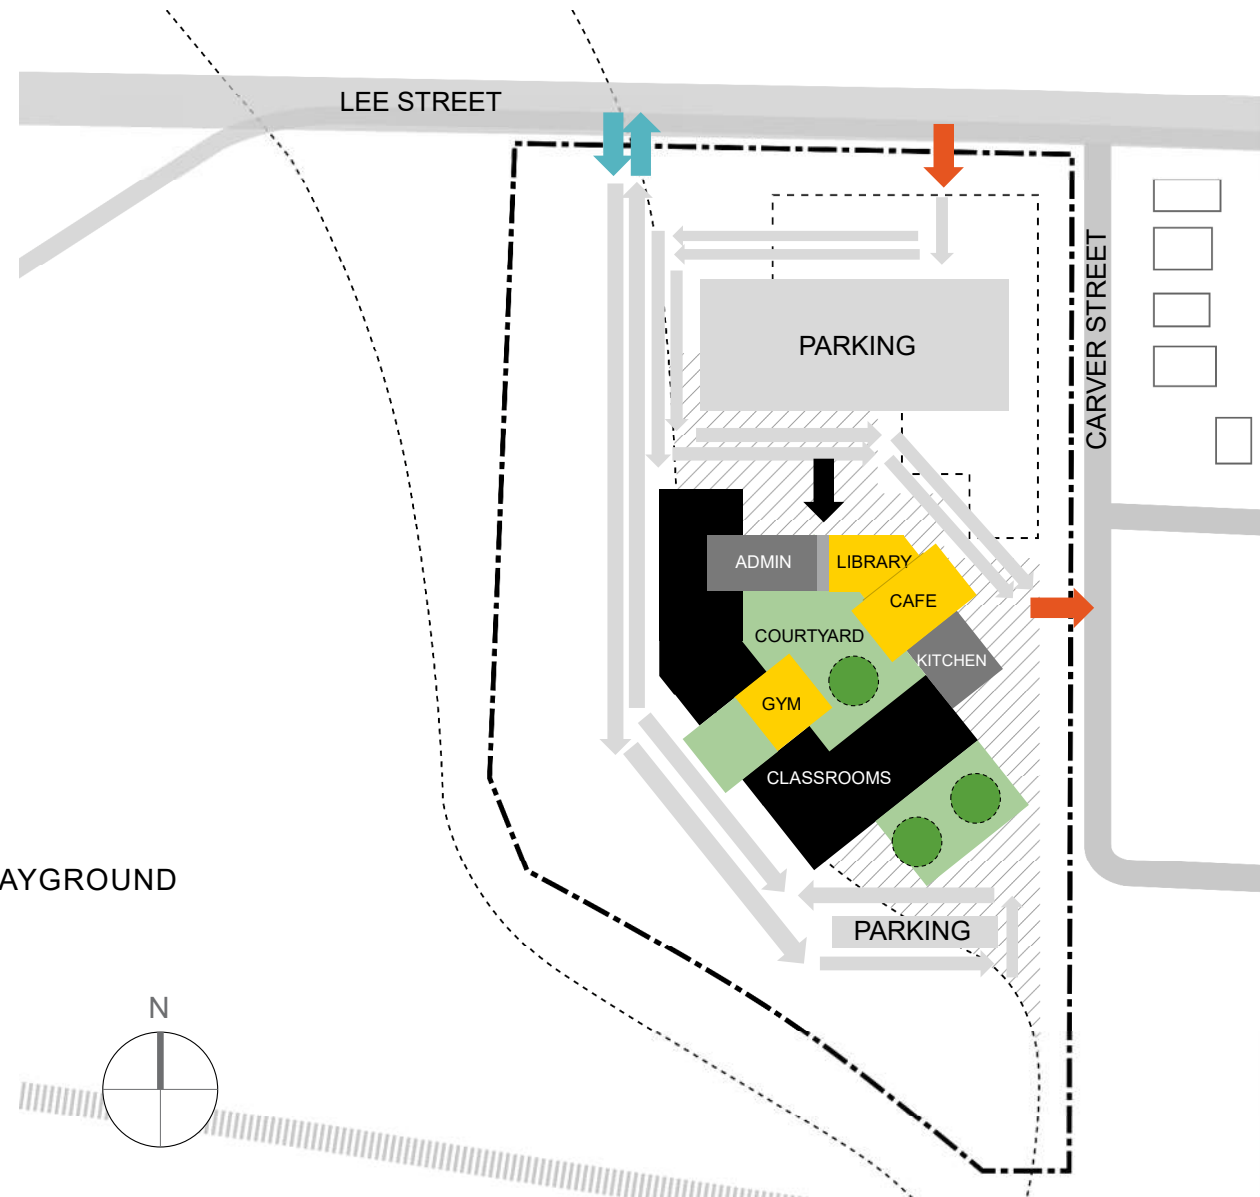 LEE STREET
PARKING
CARVER STREET
ADMIN
LIBRARY
CAFE
COURTYARD
KITCHEN
GYM
CLASSROOMS
AYGROUND
PARKING
N